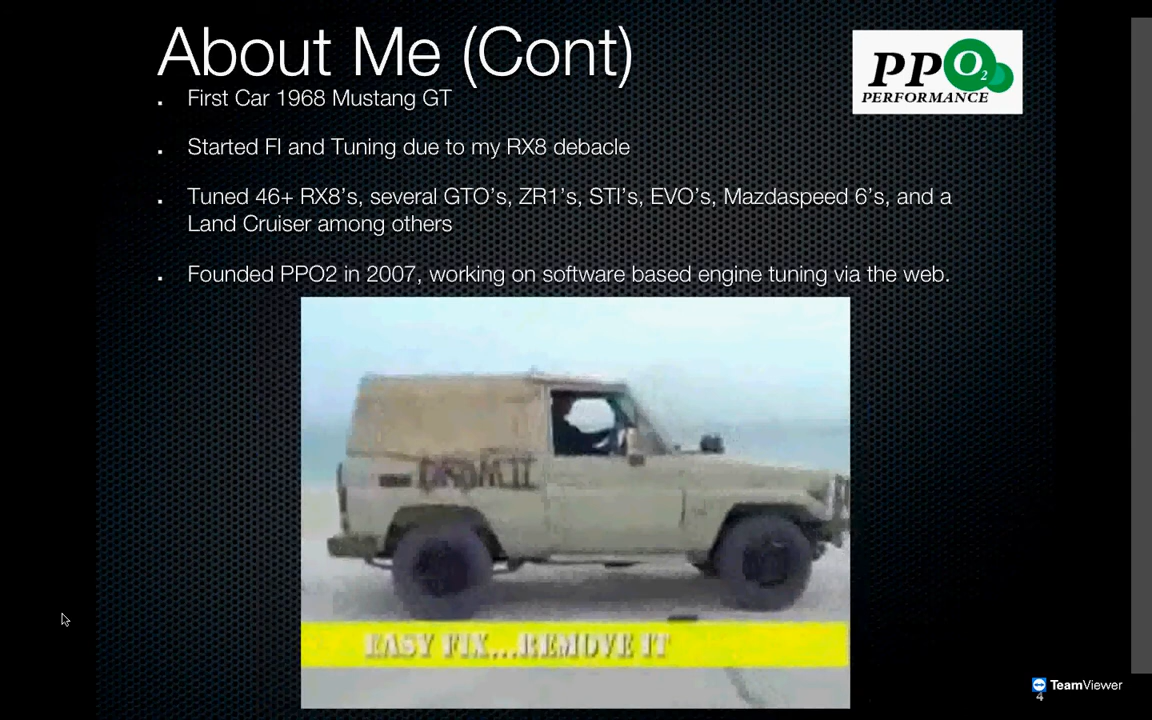 About Me (Cont)
PPO2
PERFORMANCE
▪ First Car 1968 Mustang GT
▪ Started FI and Tuning due to my RX8 debacle
▪ Tuned 46+ RX8’s, several GTO’s, ZR1’s, STI’s, EVO’s, Mazdaspeed 6’s, and a
Land Cruiser among others
▪ Founded PPO2 in 2007, working on software based engine tuning via the web.
EASY FIX...REMOVE IT
TeamViewer
4